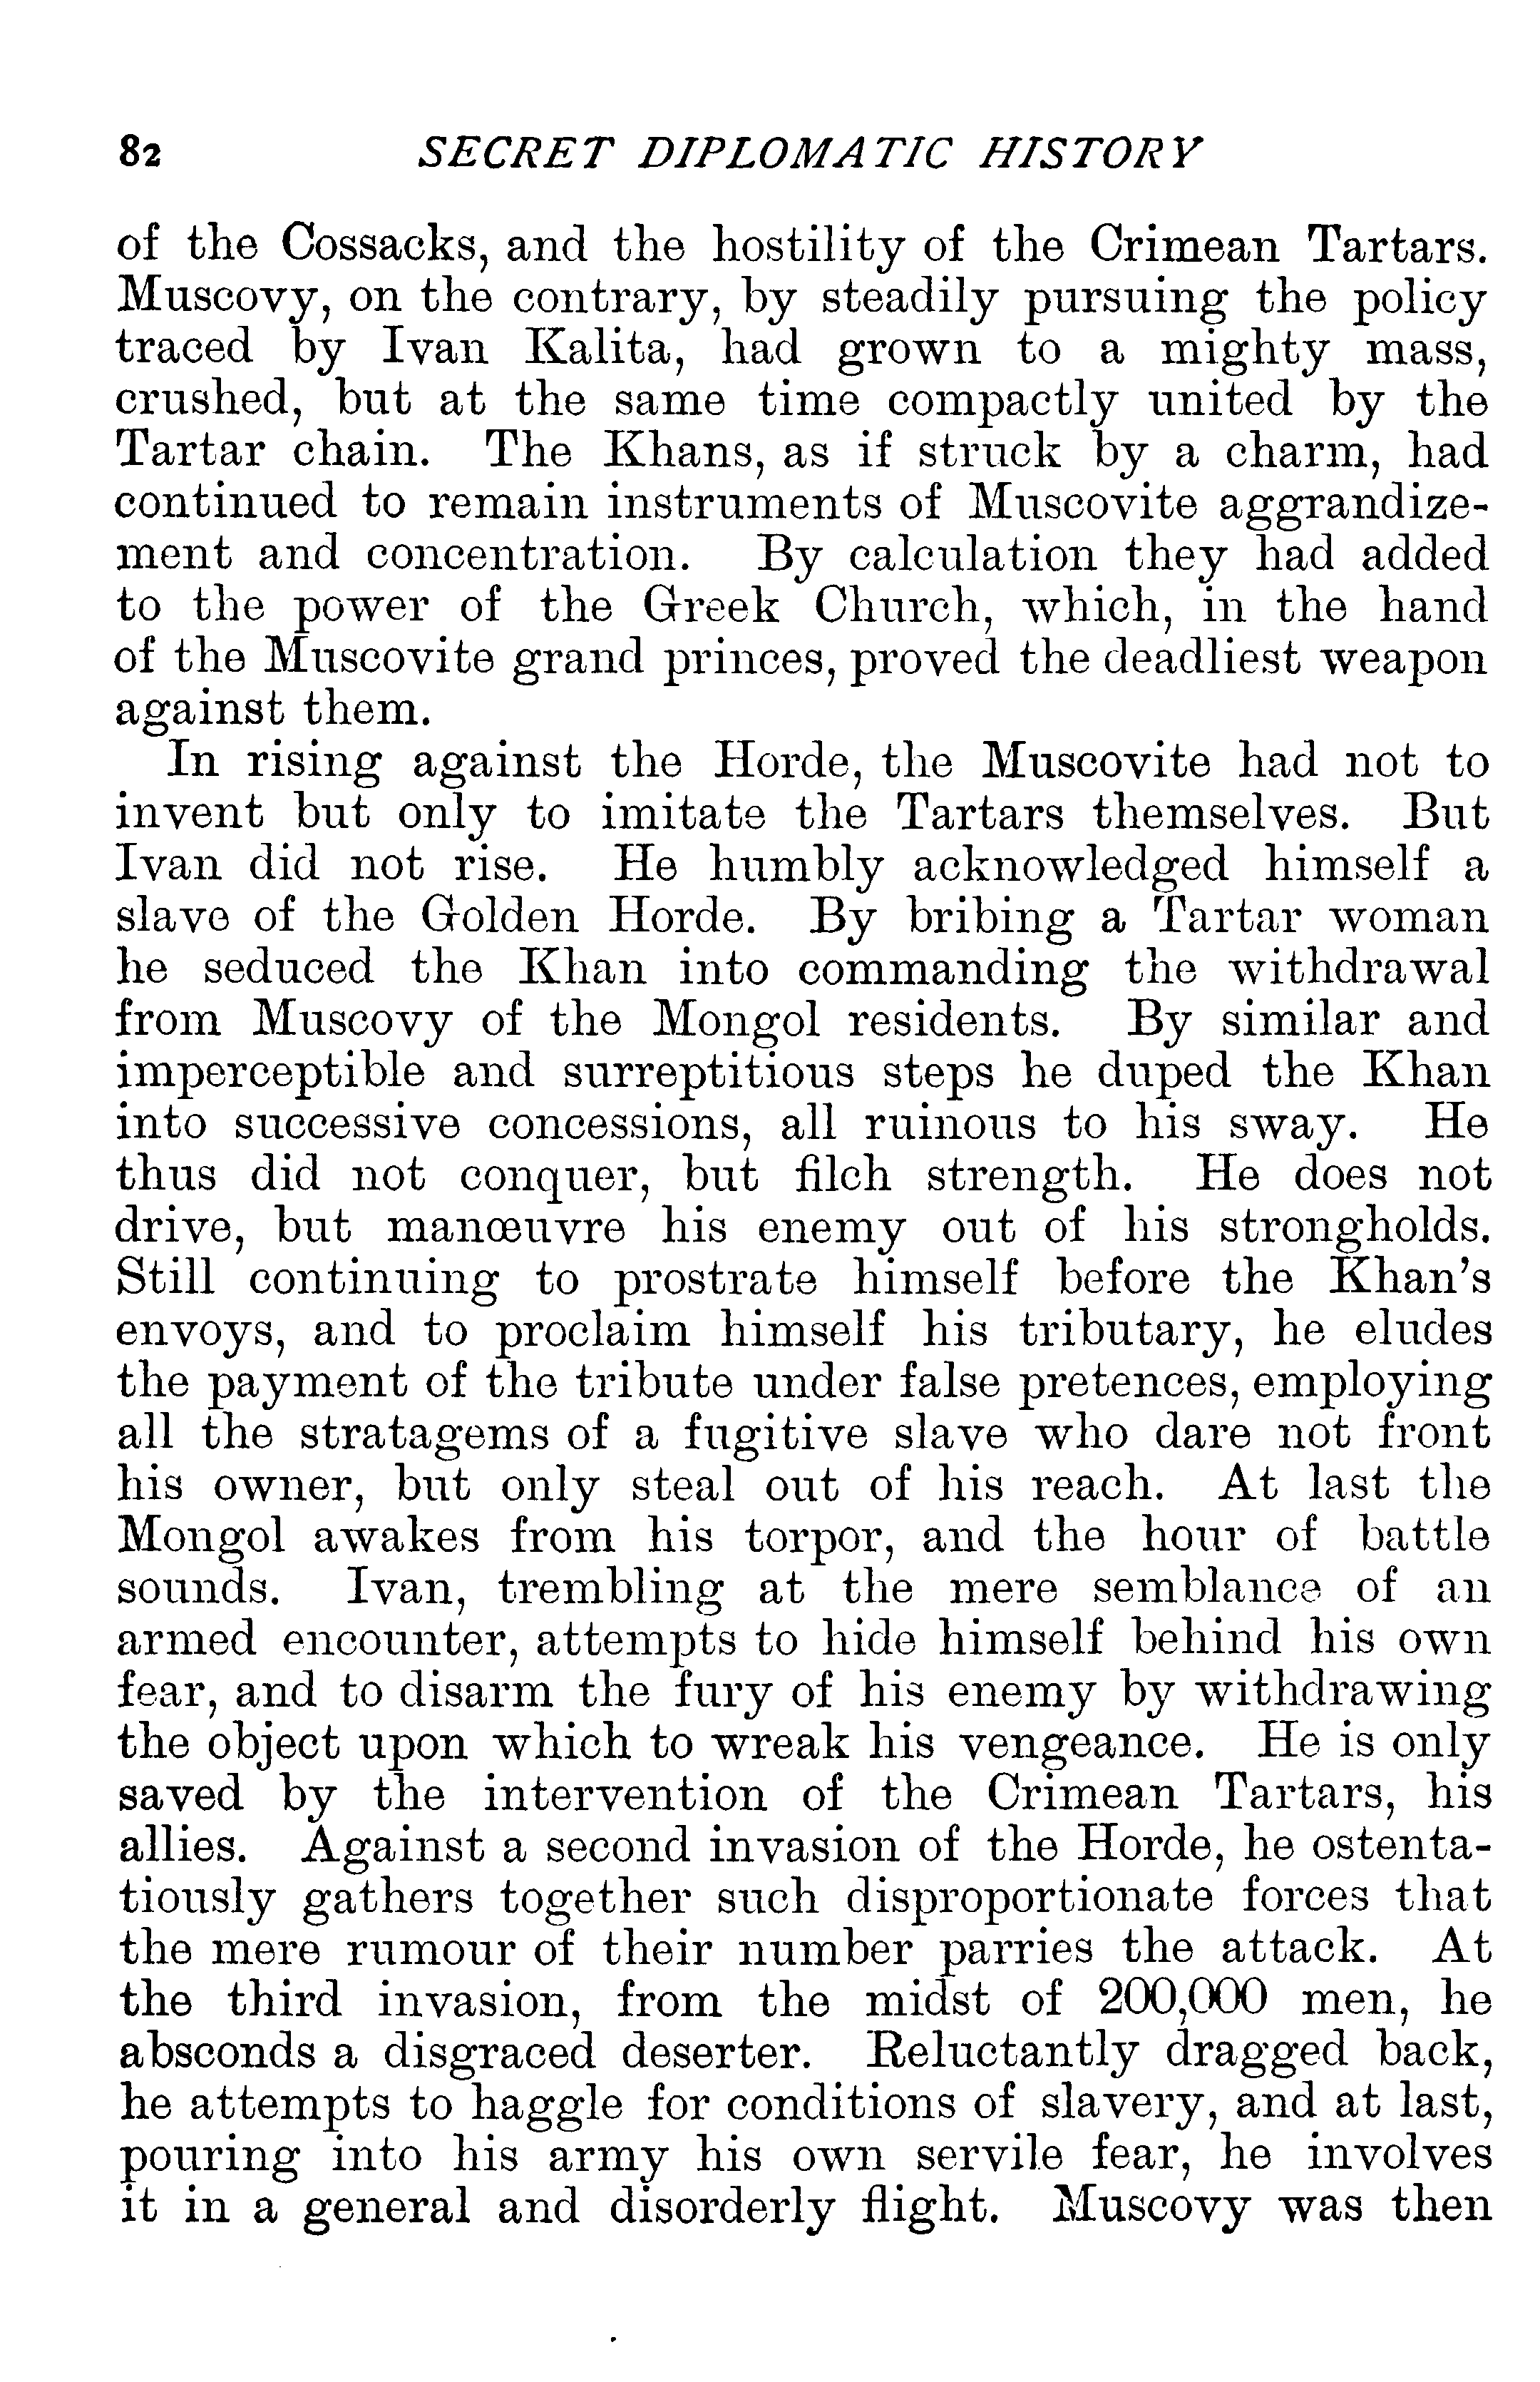 82 SECRET DIPLOMATIC HISTORY
of the Cossacks, and the hostility of the Crimean Tartars.
Muscovy, on the contrary, by steadily pursuing the policy
traced by Ivan Kalita, had grown to a mighty mass,
crushed, but at the same time compactly united by the
Tartar chain. The Khans, as if struck by a charm, had
continued to remain instruments of Muscovite aggrandize-
ment and concentration. By calculation they had added
to the power of the Greek Church, which, in the hand
of the Muscovite grand princes, proved the deadliest weapon
against them.
In rising against the Horde, the Muscovite had not to
invent but only to imitate the Tartars themselves. But
Ivan did not rise. He humbly acknowledged himself a
slave of the Golden Horde. By bribing a Tartar woman
he seduced the Khan into commanding the withdrawal
from Muscovy of the Mongol residents. By similar and
imperceptible and surreptitious steps he duped the Khan
into successive concessions, all ruinous to his sway. He
thus did not conquer, but filch strength. He does not
drive, but manœuvre his enemy out of his strongholds.
Still continuing to prostrate himself before the Khan's
envoys, and to proclaim himself his tributary, he eludes
the payment of the tribute under false pretences, employing
all the stratagems of a fugitive slave who dare not front
his owner, but only steal out of his reach. At last the
Mongol awakes from his torpor, and the hour of battle
sounds. Ivan, trembling at the mere semblance of an
armed encounter, attempts to hide himself behind his own
fear, and to disarm the fury of his enemy by withdrawing
the object upon which to wreak his vengeance. He is only
saved by the intervention of the Crimean Tartars, his
allies. Against a second invasion of the Horde, he ostenta-
tiously gathers together such disproportionate forces that
the mere rumour of their number parries the attack. At
the third invasion, from the midst of 200,000 men, he
absconds a disgraced deserter. Reluctantly dragged back,
he attempts to haggle for conditions of slavery, and at last,
pouring into his army his own servile fear, he involves
it in a general and disorderly flight. Muscovy was then